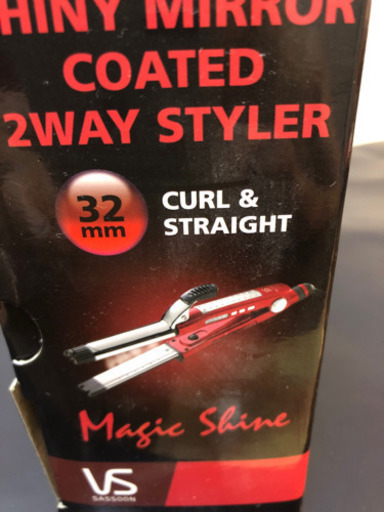 HINY MIRROR
COATED
2WAY STYLER
32
mm
CURL &
STRAIGHT
Magic Shine
VS
SASSOON